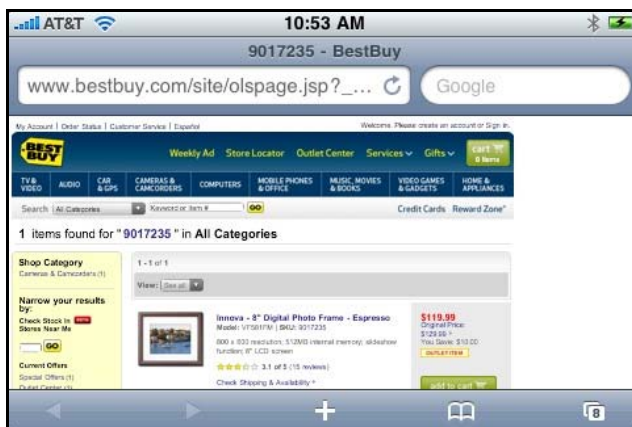 AT&T 10:53 AM
9017235 - BestBuy
www.bestbuy.com/site/olspage.jsp?_... Google
My Account | Order Status | Customer Service | Español Welcome. Please create an account or Sign in.
BEST BUY
Weekly Ad Store Locator Outlet Center Services Gifts cart 0 items
TV & VIDEO AUDIO CAR & GPS CAMERAS & CAMCORDERS COMPUTERS MOBILE PHONES & OFFICE MUSIC, MOVIES & BOOKS VIDEO GAMES & GADGETS HOME & APPLIANCES
Search All Categories Keyword or Item # GO Credit Cards Reward Zone
1 items found for "9017235" in All Categories
Shop Category
Cameras & Camcorders (1)
Narrow your results by:
Check Stock In Stores Near Me
GO
Current Offers
Special Offers (1)
Outlet Center (1)
1 - 1 of 1
View: See all
Innova - 8" Digital Photo Frame - Espresso
Model: | SKU: 9017235
800 x 600 resolution; 512MB internal memory; slideshow function; 8" LCD screen
3.1 of 5 (15 reviews)
Check Shipping & Availability
$119.99
Original Price: $129.99
You Save: $10.00
OUTLET ITEM
add to cart
8